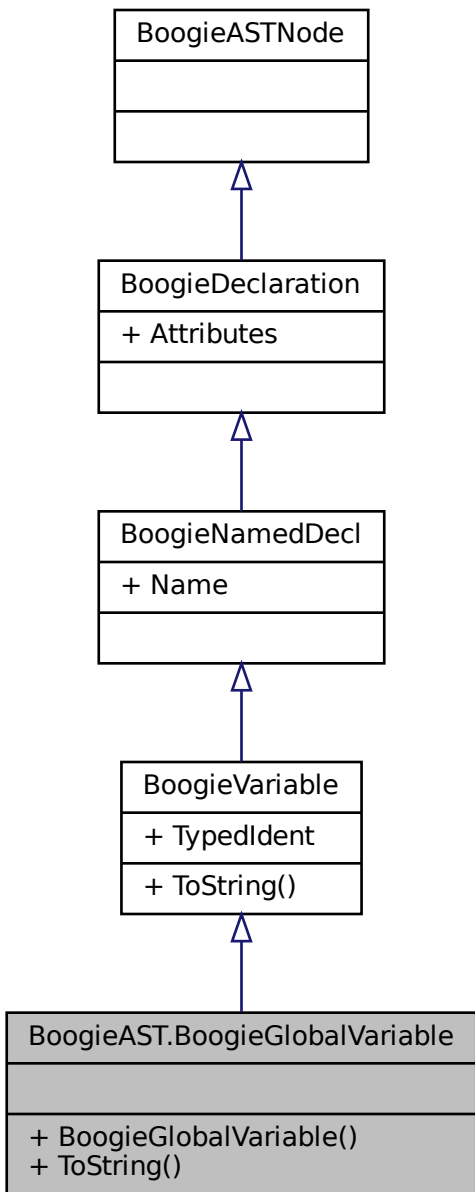 BoogieASTNode
BoogieDeclaration
+ Attributes
BoogieNamedDecl
+ Name
BoogieVariable
+ TypedIdent
+ ToString()
BoogieAST.BoogieGlobalVariable
+ BoogieGlobalVariable()
+ ToString()